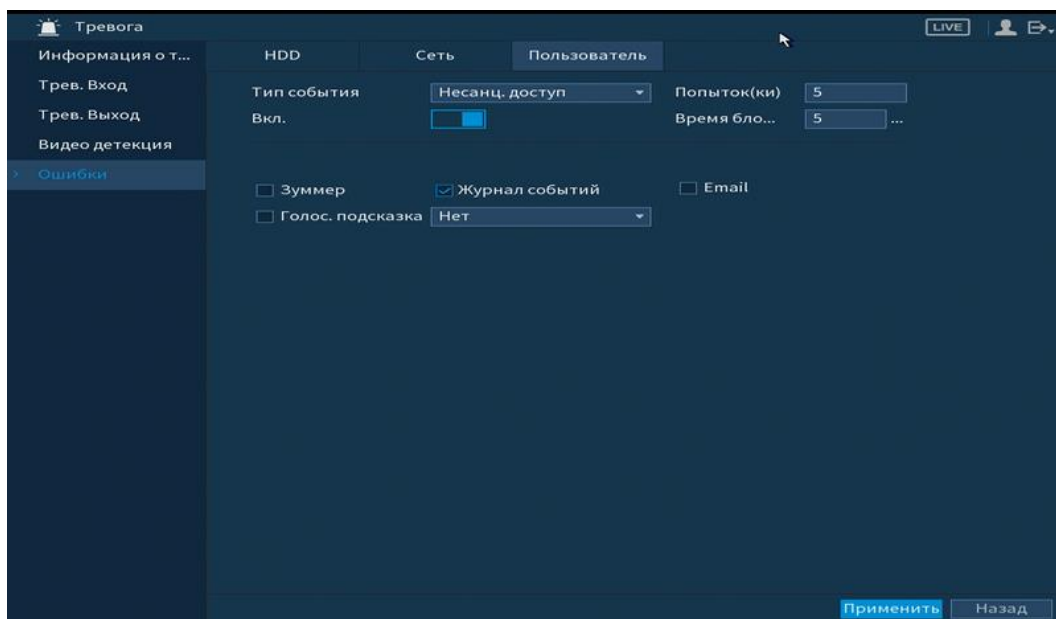 Тревога
LIVE
Информация о т...
Трев. Вход
Трев. Выход
Видео детекция
Ошибки
HDD Сеть Пользователь
Тип события Несанц. доступ Попыток(ки) 5
Вкл. Время бло... 5 ...
Зуммер Журнал событий Email
Голос. подсказка Нет
Применить Назад